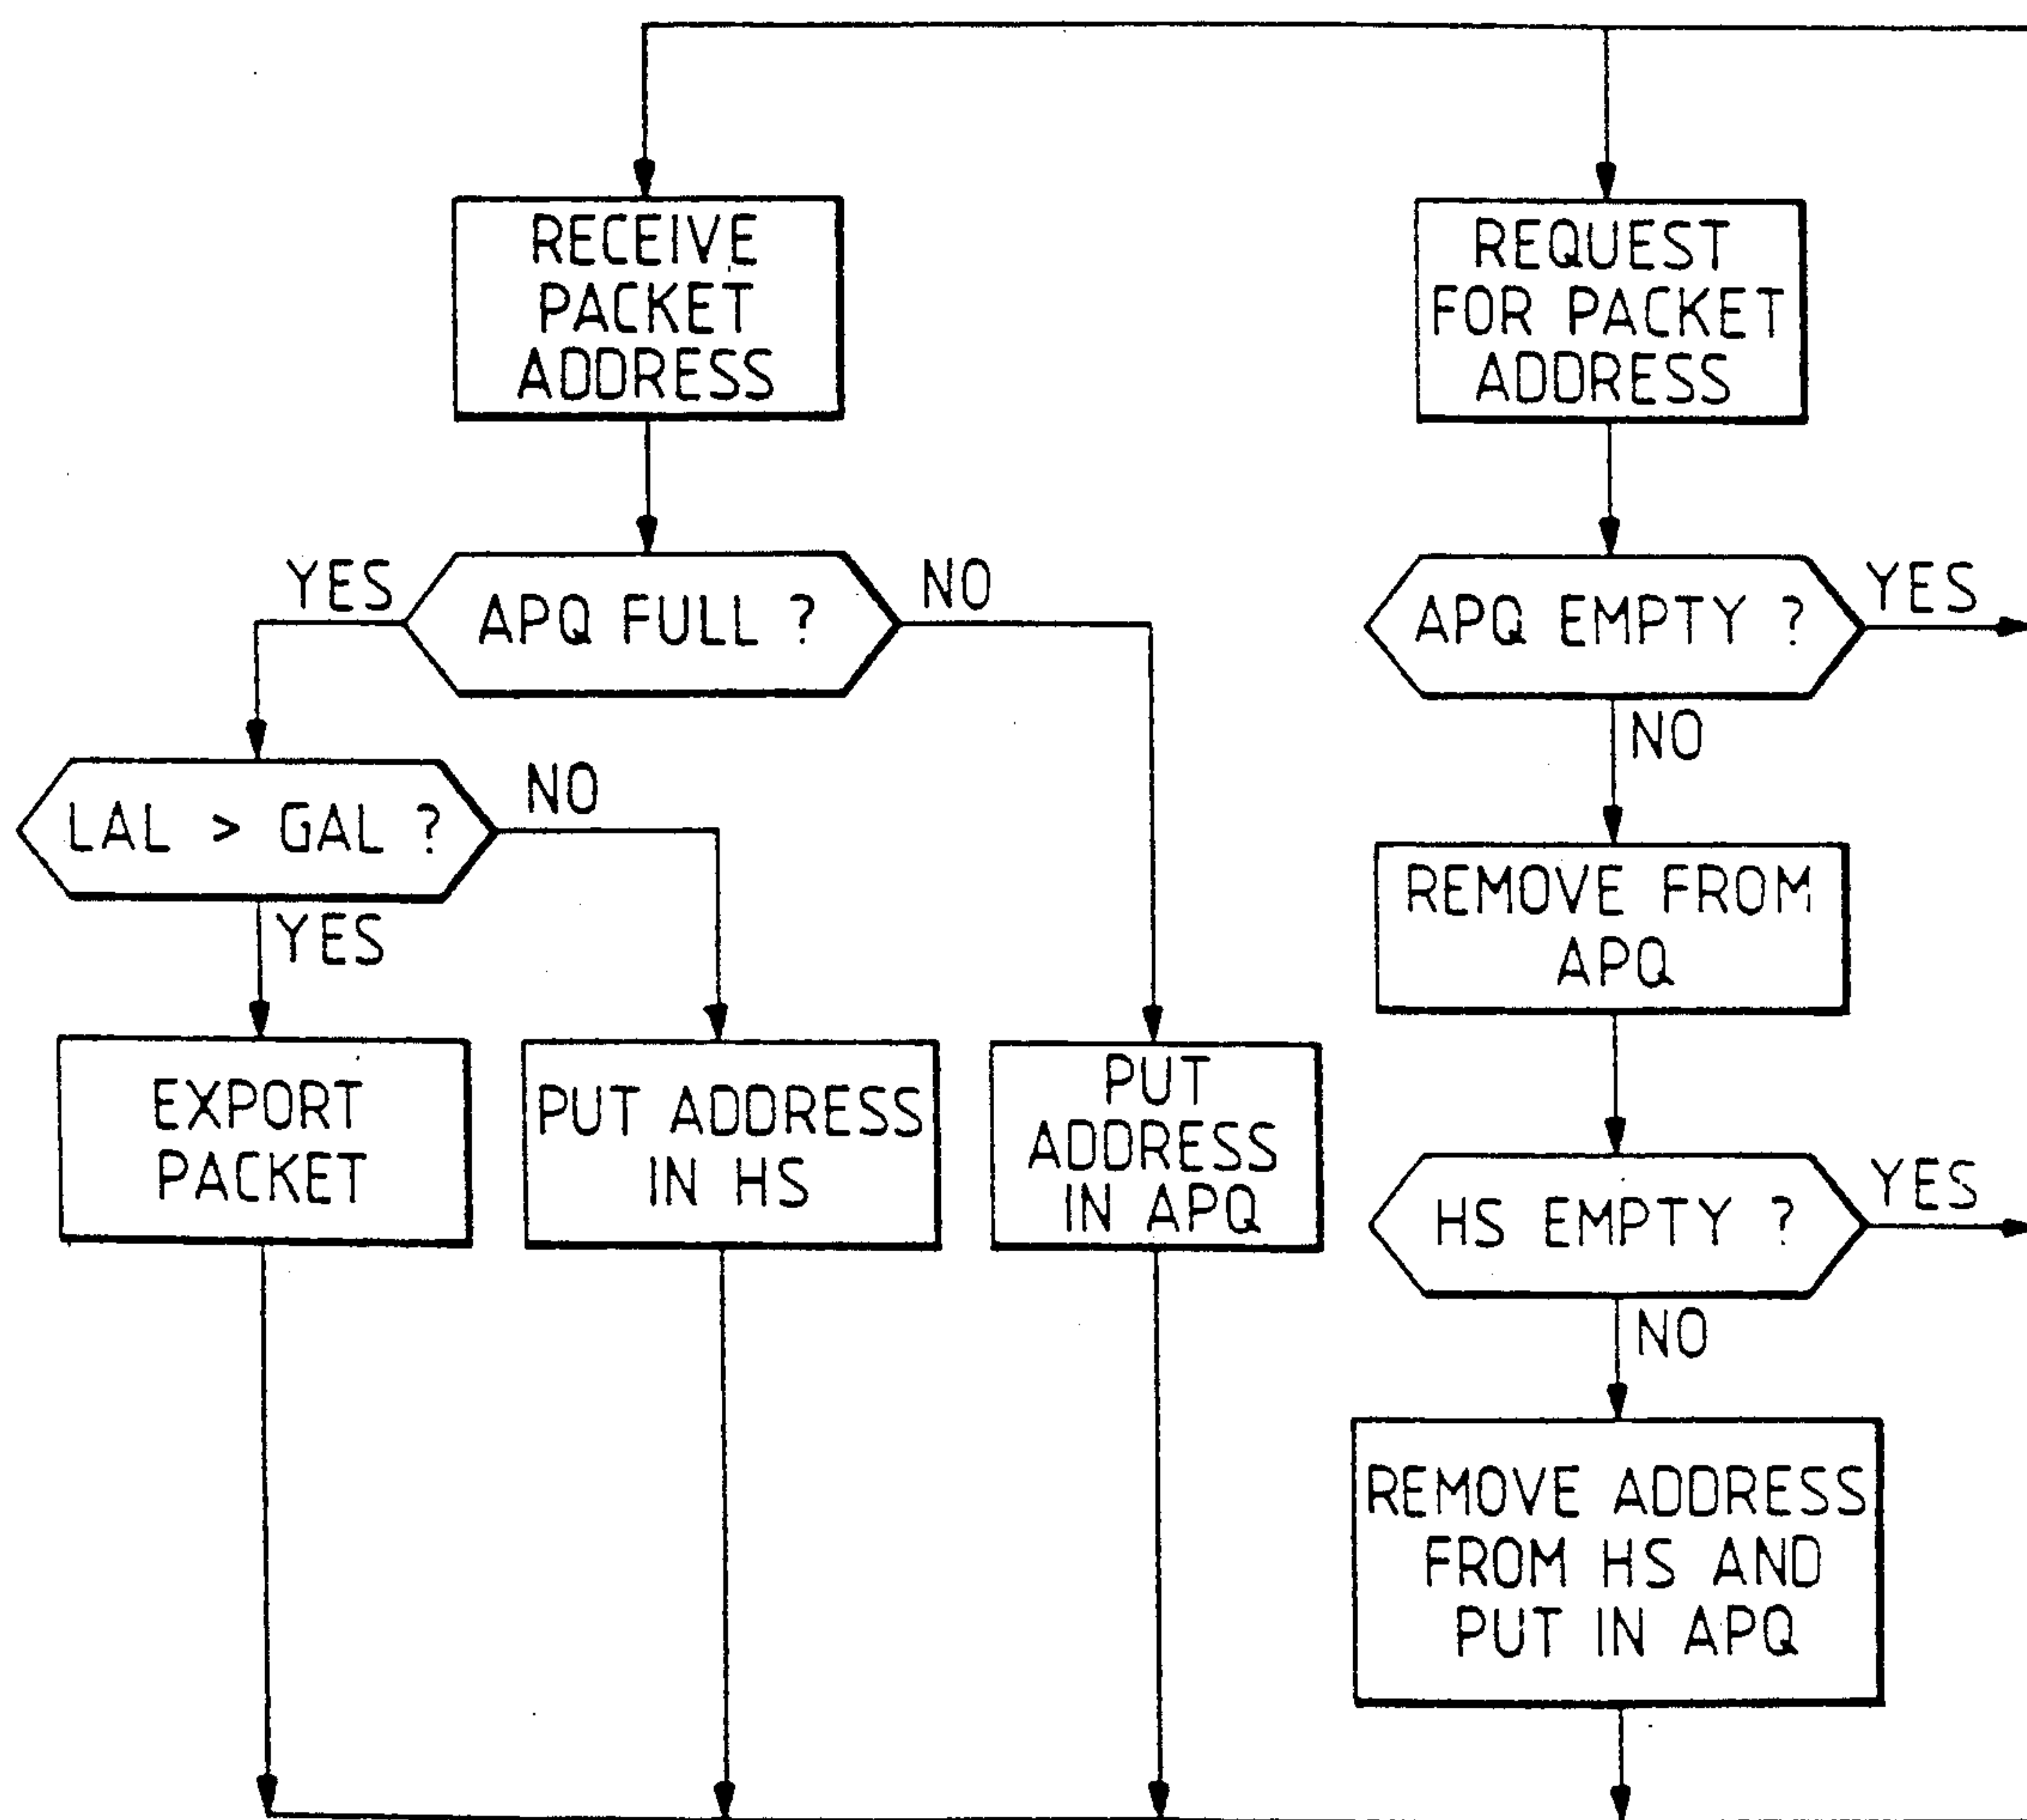 RECEIVE
PACKET
ADDRESS
REQUEST
FOR PACKET
ADDRESS
YES
APQ FULL ?
NO
APQ EMPTY ?
YES
NO
LAL > GAL ?
NO
YES
REMOVE FROM
APQ
EXPORT
PACKET
PUT ADDRESS
IN HS
PUT
ADDRESS
IN APQ
HS EMPTY ?
YES
NO
REMOVE ADDRESS
FROM HS AND
PUT IN APQ